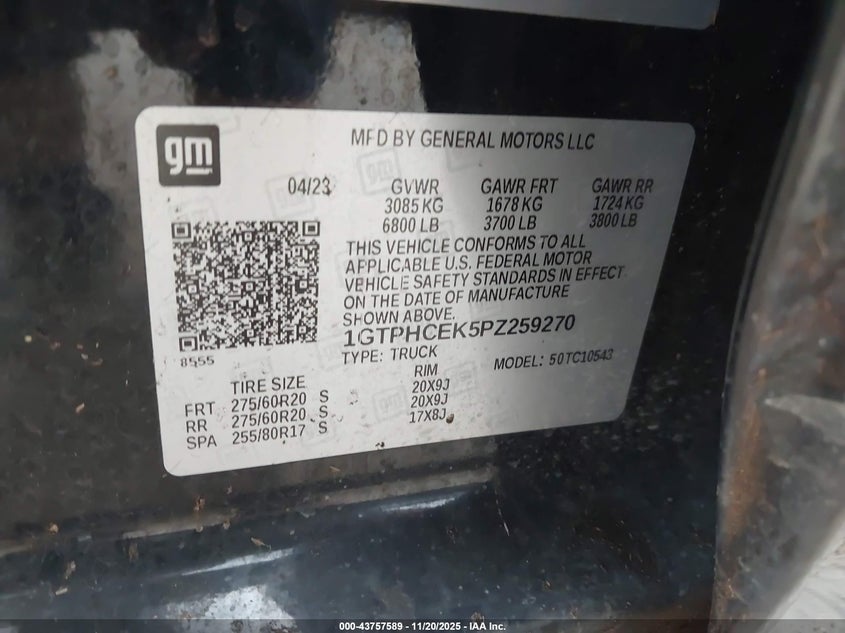 gm
MFD BY GENERAL MOTORS LLC
04/23 GVWR GAWR FRT GAWR RR
3085 KG 1678 KG 1724 KG
6800 LB 3700 LB 3800 LB
THIS VEHICLE CONFORMS TO ALL
APPLICABLE U.S. FEDERAL MOTOR
VEHICLE SAFETY STANDARDS IN EFFECT
ON THE DATE OF MANUFACTURE
SHOWN ABOVE.
1GTPHCEK5PZ259270
8555
TYPE: TRUCK MODEL: 50TC10543
TIRE SIZE RIM
FRT 275/60R20 S 20X9J
RR 275/60R20 S 20X9J
SPA 255/80R17 S 17X8J
000-43757589 - 11/20/2025 - IAA Inc.